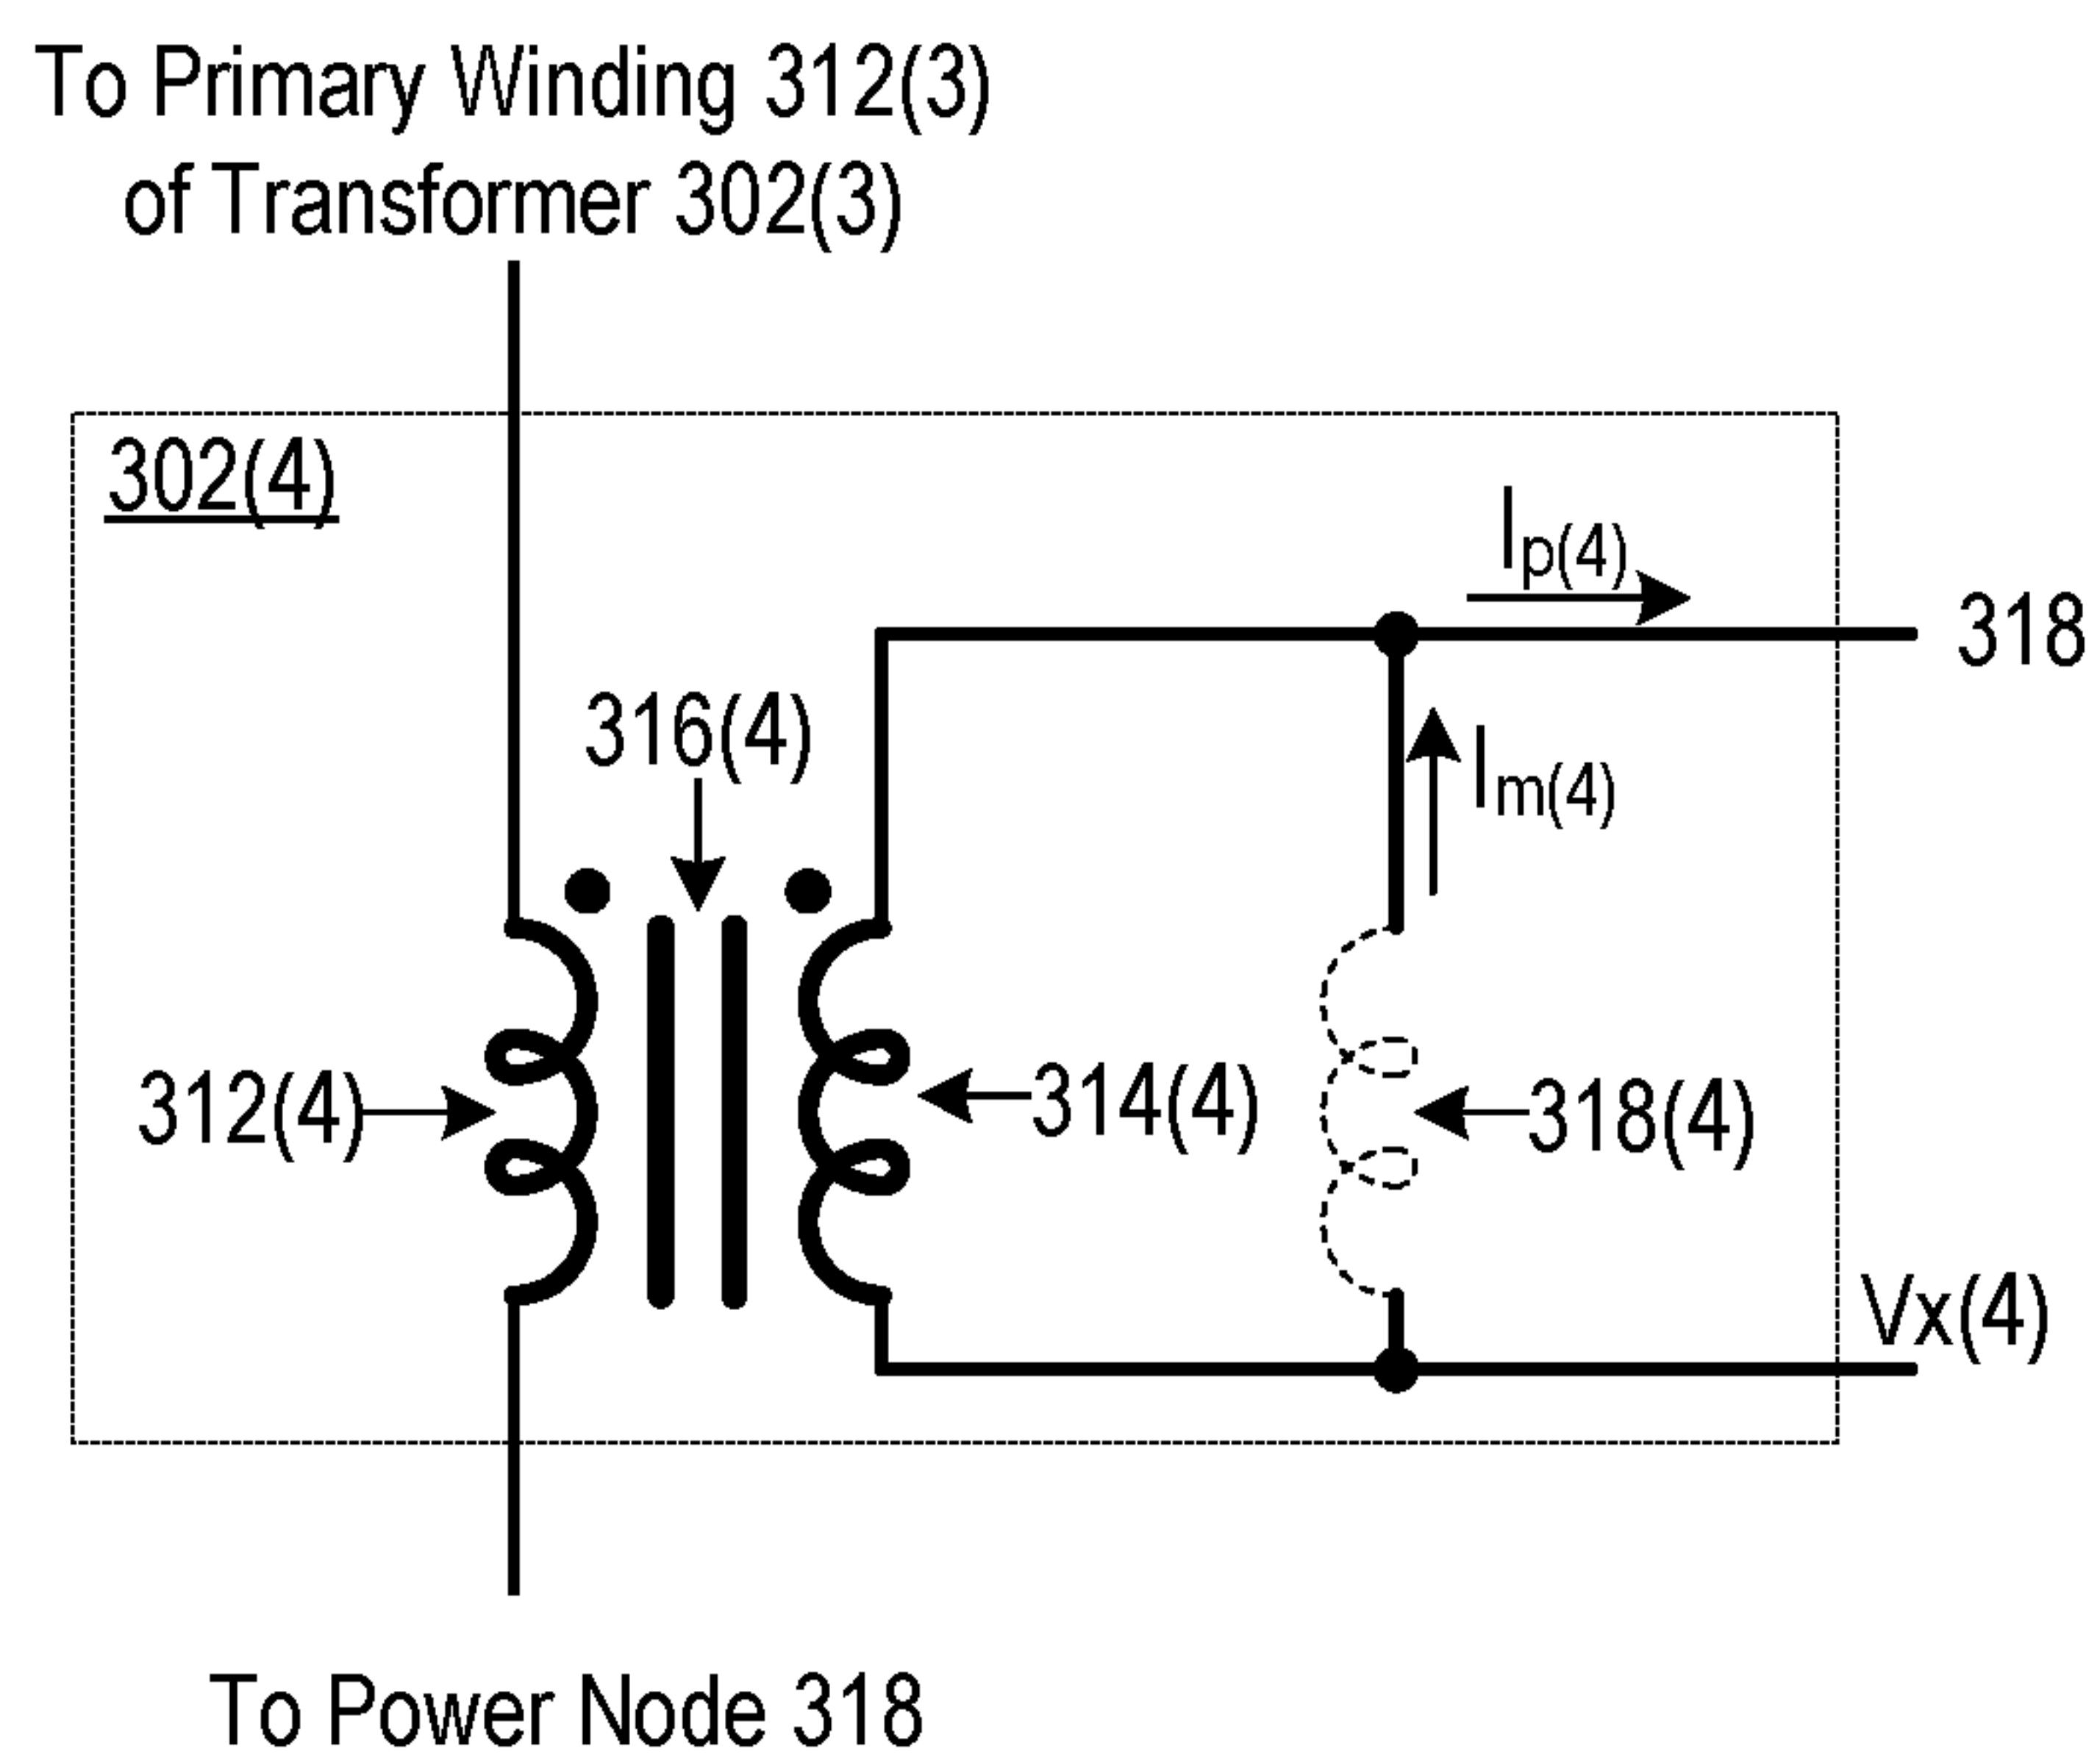 To Primary Winding 312(3)
of Transformer 302(3)
302(4)
Ip(4)
318
316(4)
Im(4)
312(4)
314(4)
318(4)
Vx(4)
To Power Node 318